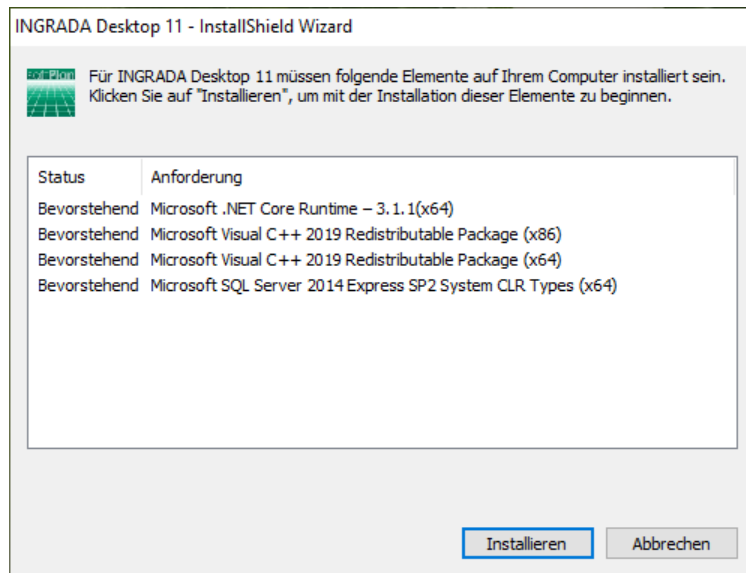 INGRADA Desktop 11 - InstallShield Wizard
Für INGRADA Desktop 11 müssen folgende Elemente auf Ihrem Computer installiert sein.
Klicken Sie auf "Installieren", um mit der Installation dieser Elemente zu beginnen.
Status Anforderung
Bevorstehend Microsoft .NET Core Runtime – 3.1.1(x64)
Bevorstehend Microsoft Visual C++ 2019 Redistributable Package (x86)
Bevorstehend Microsoft Visual C++ 2019 Redistributable Package (x64)
Bevorstehend Microsoft SQL Server 2014 Express SP2 System CLR Types (x64)
Installieren Abbrechen